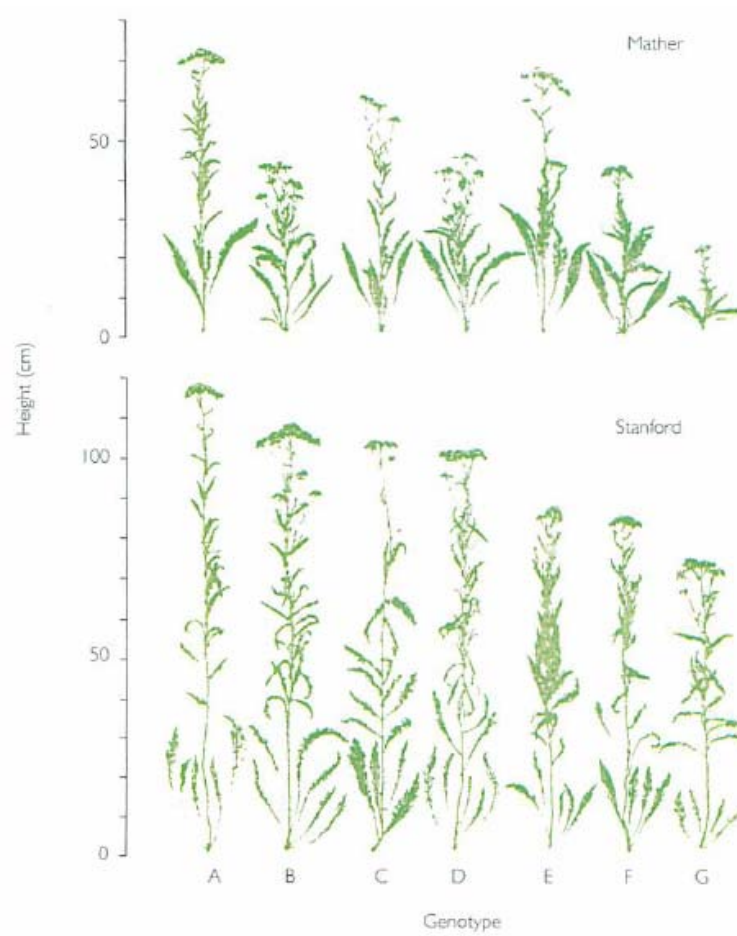 Mather
50
0
Height (cm)
Stanford
100
50
0
A B C D E F G
Genotype